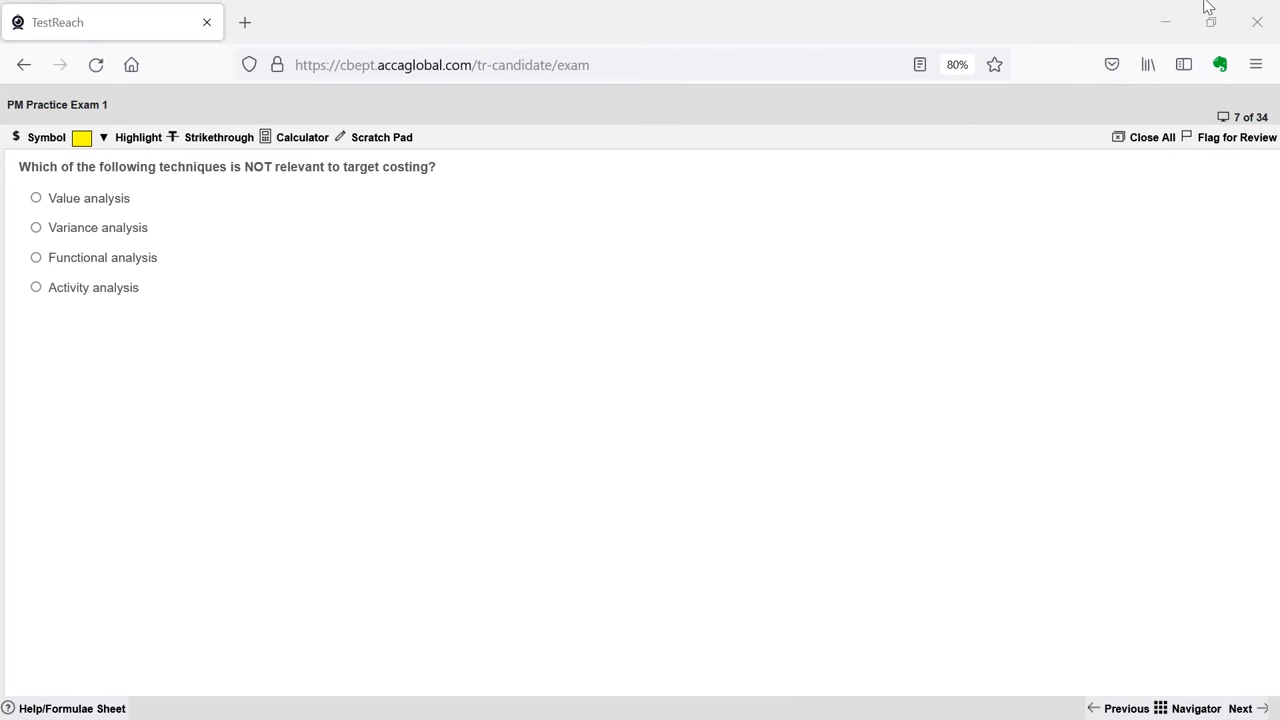 TestReach
https://cbept.accaglobal.com/tr-candidate/exam
80%
PM Practice Exam 1
7 of 34
$ Symbol Highlight Strikethrough Calculator Scratch Pad Close All Flag for Review
Which of the following techniques is NOT relevant to target costing?
Value analysis
Variance analysis
Functional analysis
Activity analysis
? Help/Formulae Sheet Previous Navigator Next